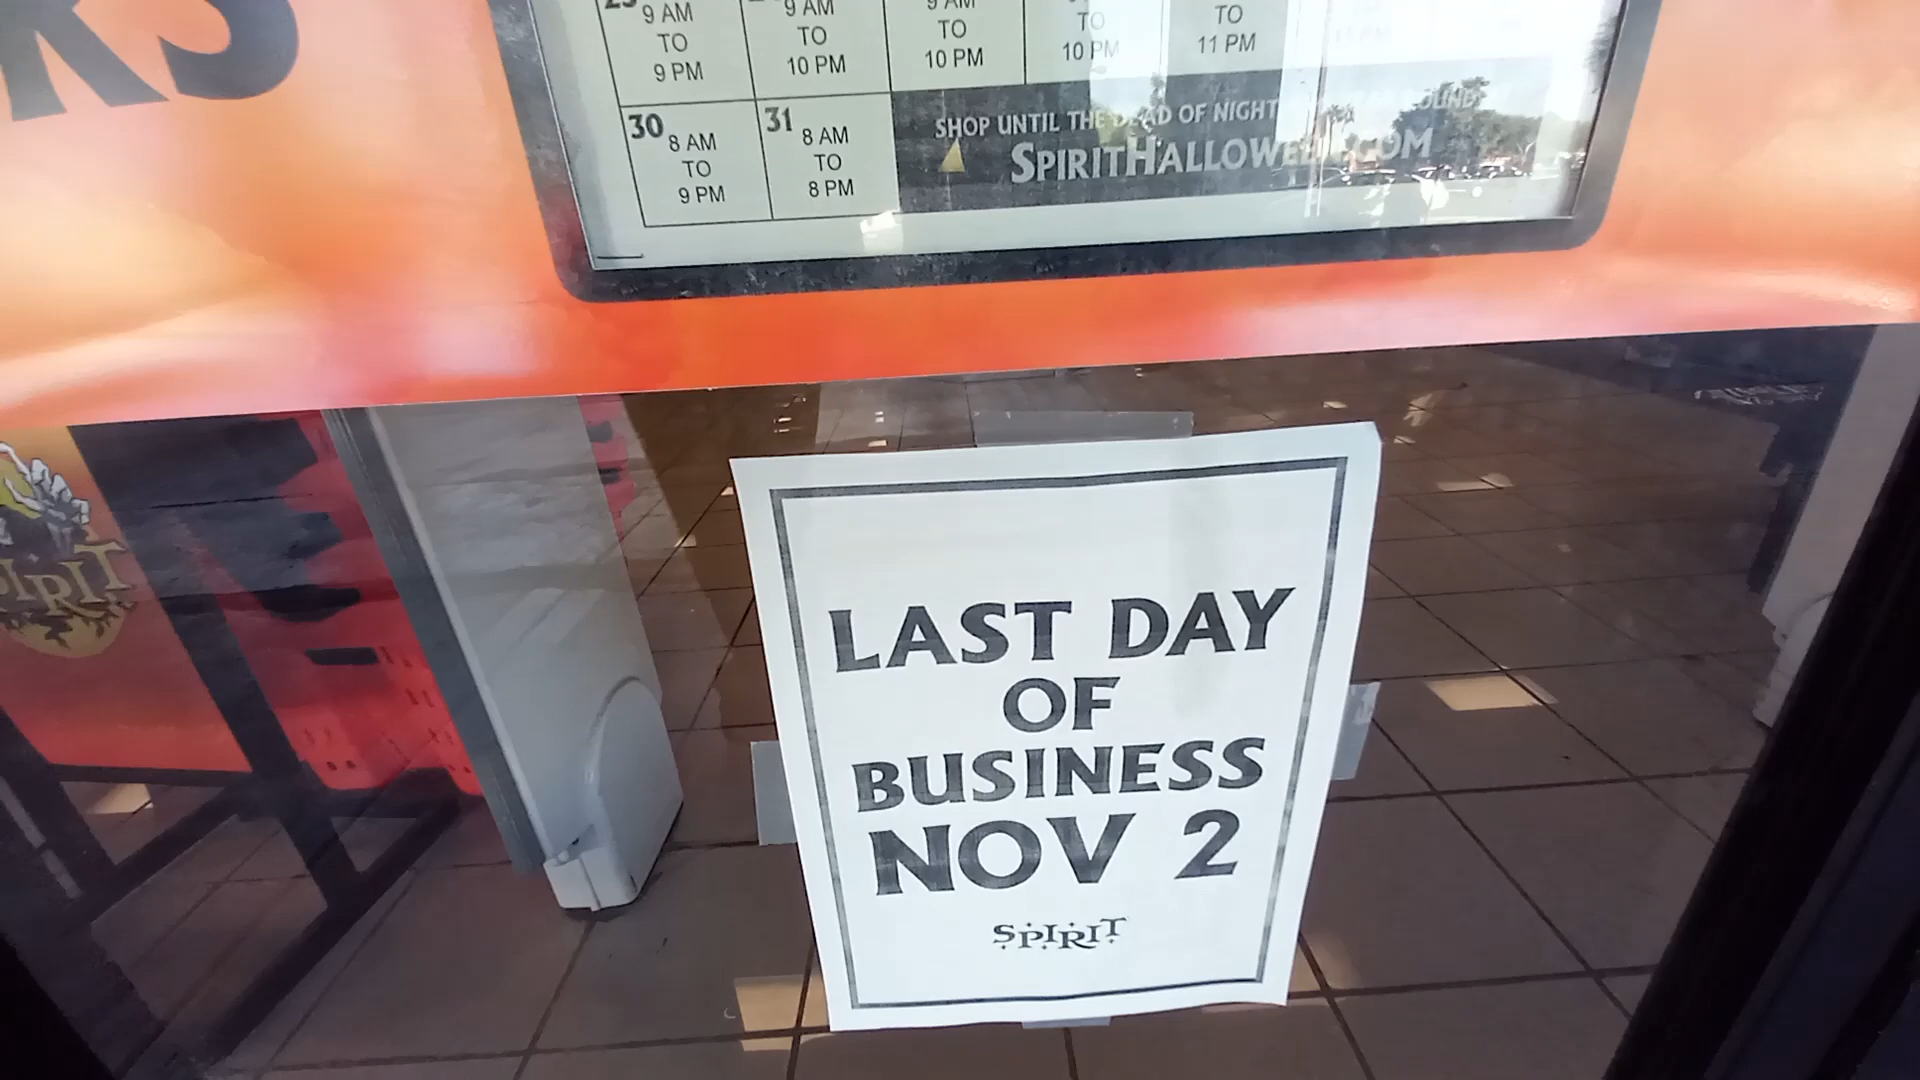 RS
9 AM
TO
9 PM
9 AM
TO
10 PM
9 AM
TO
10 PM
TO
10 PM
TO
11 PM
30
8 AM
TO
9 PM
31
8 AM
TO
8 PM
SHOP UNTIL THE DEAD OF NIGHT
SPIRITHALLOWEEN.COM
SPIRIT
LAST DAY
OF
BUSINESS
NOV 2
SPIRIT